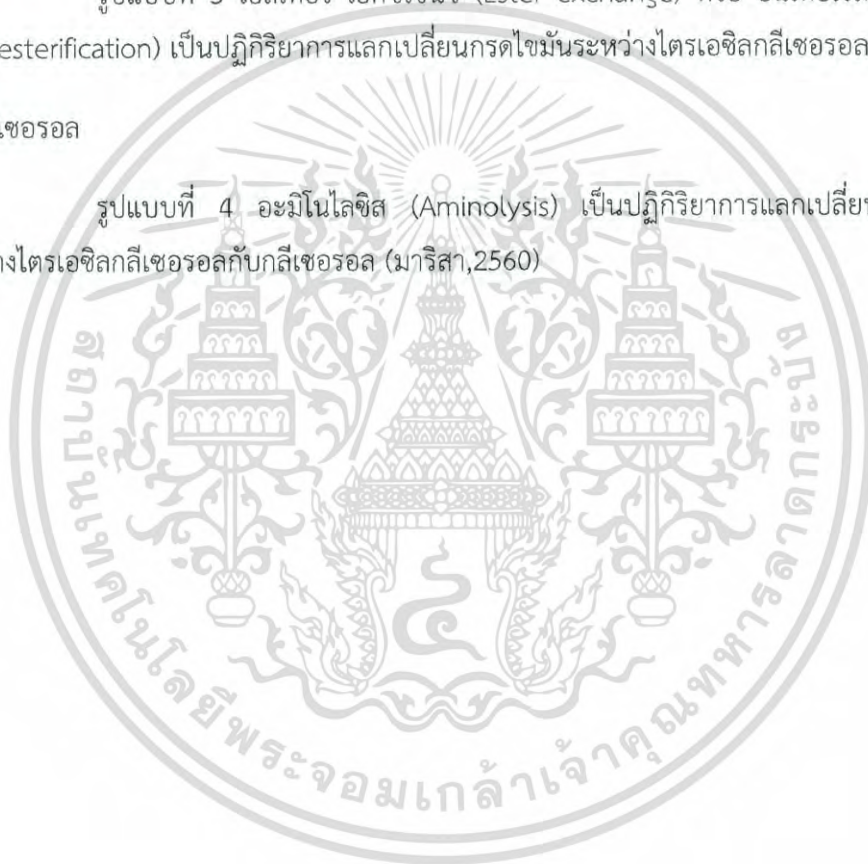 (Ester exchange)
esterification) เป็นปฏิกิริยาการแลกเปลี่ยนกรดไขมันระหว่างไตรเอซิลกลีเซอรอล
เซอรอล
รูปแบบที่ 4 อะมิโนไลซิส (Aminolysis) เป็นปฏิกิริยาการแลกเปลี่ยน
างไตรเอซิลกลีเซอรอลกับกลีเซอรอล (มาริสา,2560)
สถาบันเทคโนโลยีพระจอมเกล้าเจ้าคุณทหารลาดกระบัง